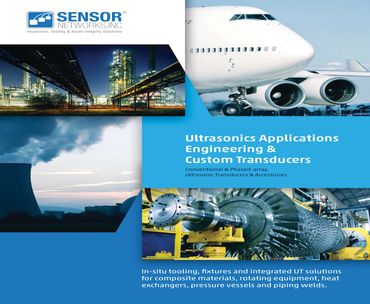 SENSOR
NETWORKS, INC
Inspection, Testing & Asset Integrity Solutions
Ultrasonics Applications
Engineering &
Custom Transducers
Conventional & Phased-array
Ultrasonic Transducers & Accessories
In-situ tooling, fixtures and integrated UT solutions
for composite materials, rotating equipment, heat
exchangers, pressure vessels and piping welds.